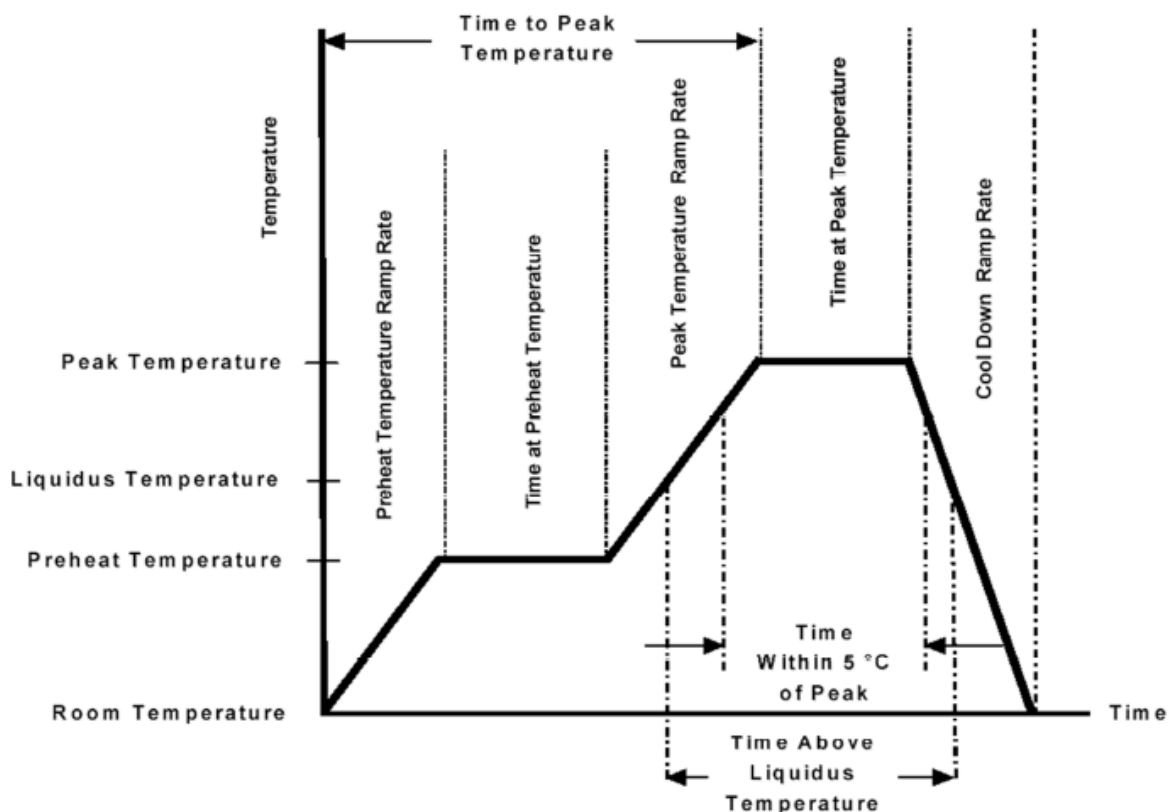 Time to Peak
Temperature
Temperature
Preheat Temperature Ramp Rate
Time at Preheat Temperature
Peak Temperature Ramp Rate
Time at Peak Temperature
Cool Down Ramp Rate
Peak Temperature
Liquidus Temperature
Preheat Temperature
Room Temperature
Time
Within 5 °C
of Peak
Time
Time Above
Liquidus
Temperature